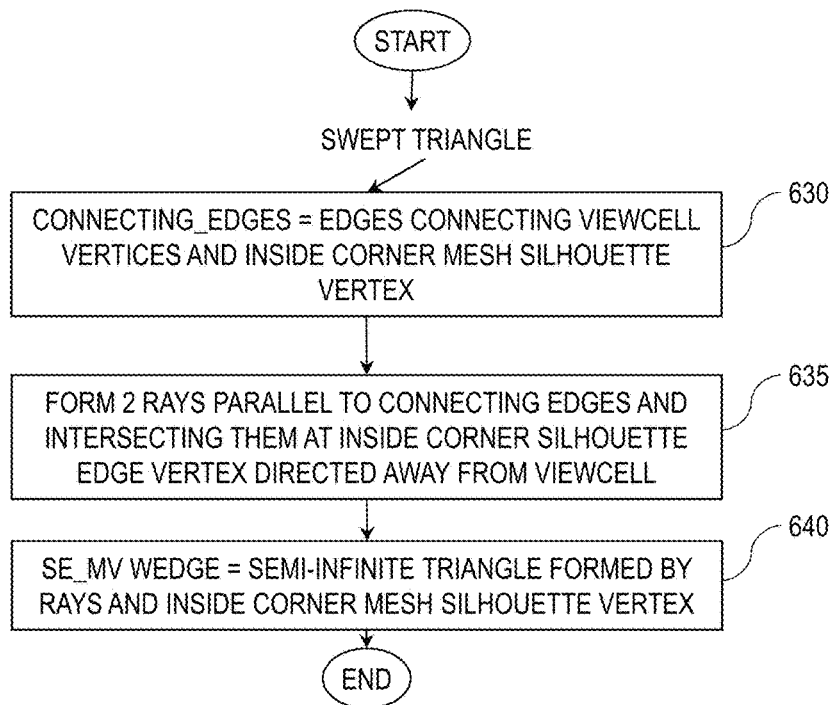 START
SWEPT TRIANGLE
630
CONNECTING_EDGES = EDGES CONNECTING VIEWCELL
VERTICES AND INSIDE CORNER MESH SILHOUETTE
VERTEX
635
FORM 2 RAYS PARALLEL TO CONNECTING EDGES AND
INTERSECTING THEM AT INSIDE CORNER SILHOUETTE
EDGE VERTEX DIRECTED AWAY FROM VIEWCELL
640
SE_MV WEDGE = SEMI-INFINITE TRIANGLE FORMED BY
RAYS AND INSIDE CORNER MESH SILHOUETTE VERTEX
END